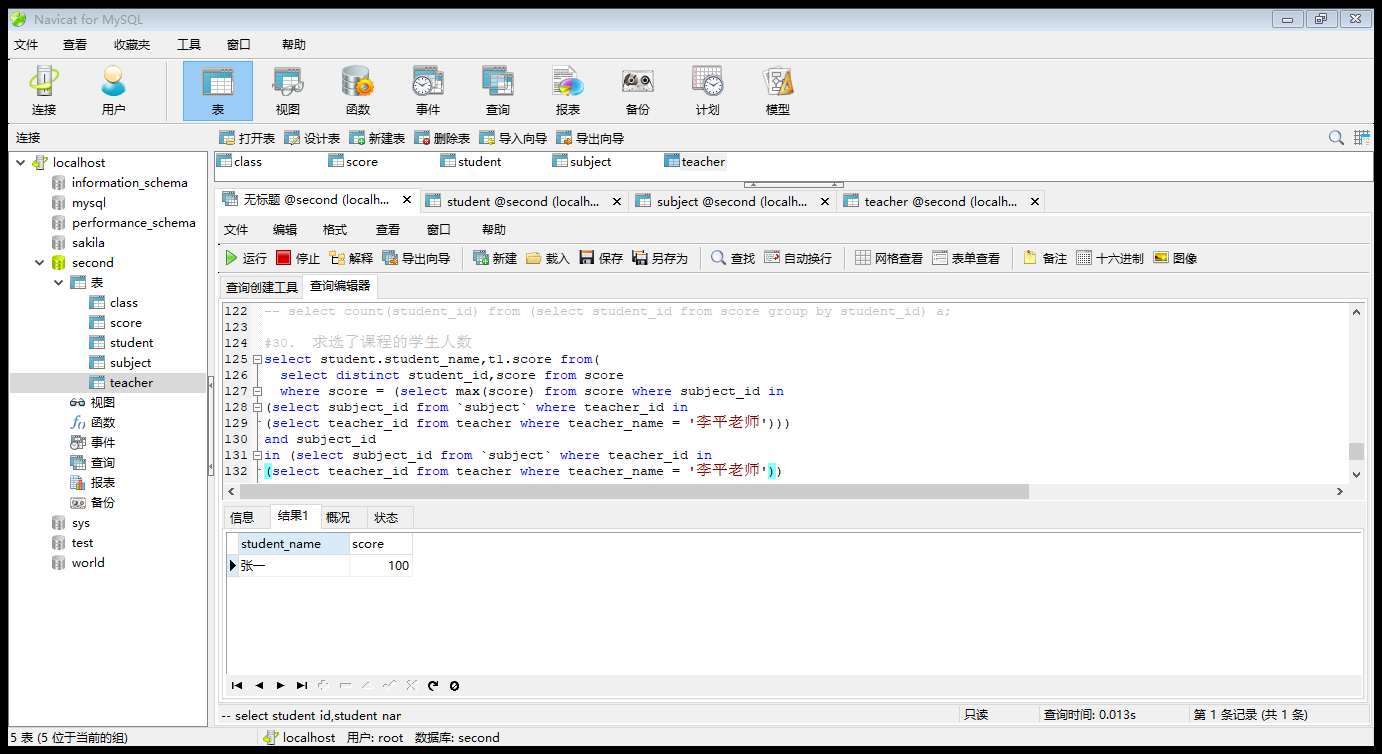 Navicat for MySQL
文件 查看 收藏夹 工具 窗口 帮助
连接 用户 表 视图 函数 事件 查询 报表 备份 计划 模型
连接 打开表 设计表 新建表 删除表 导入向导 导出向导
class score student subject teacher
localhost
information_schema
mysql
performance_schema
sakila
second
表
class
score
student
subject
teacher
视图
函数
事件
查询
报表
备份
sys
test
world
无标题 @second (localh... student @second (localh... subject @second (localh... teacher @second (localh...
文件 编辑 格式 查看 窗口 帮助
运行 停止 解释 导出向导 新建 载入 保存 另存为 查找 自动换行 网格查看 表单查看 备注 十六进制 图像
查询创建工具 查询编辑器
122 -- select count(student_id) from (select student_id from score group by student_id) a;
123
124 #30. 求选了课程的学生人数
125 select student.student_name,t1.score from(
126 select distinct student_id,score from score
127 where score = (select max(score) from score where subject_id in
128 (select subject_id from `subject` where teacher_id in
129 (select teacher_id from teacher where teacher_name = '李平老师')))
130 and subject_id
131 in (select subject_id from `subject` where teacher_id in
132 (select teacher_id from teacher where teacher_name = '李平老师'))
信息 结果1 概况 状态
student_name score
张一 100
-- select student id,student nar 只读 查询时间: 0.013s 第 1 条记录 (共 1 条)
5 表 (5 位于当前的组) localhost 用户: root 数据库: second